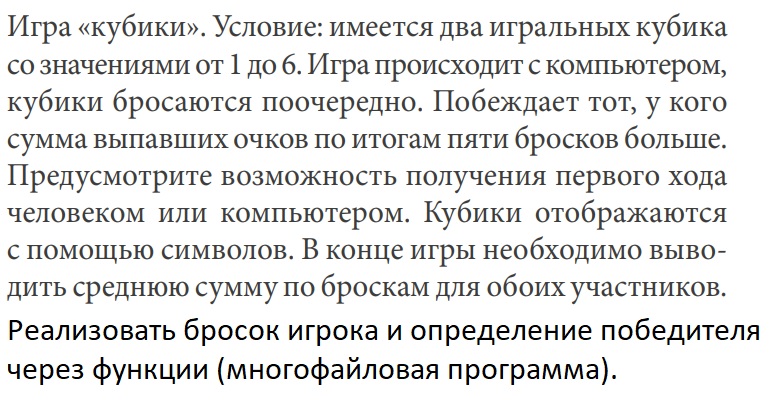 Игра «кубики». Условие: имеется два игральных кубика
со значениями от 1 до 6. Игра происходит с компьютером,
кубики бросаются поочередно. Побеждает тот, у кого
сумма выпавших очков по итогам пяти бросков больше.
Предусмотрите возможность получения первого хода
человеком или компьютером. Кубики отображаются
с помощью символов. В конце игры необходимо выво-
дить среднюю сумму по броскам для обоих участников.
Реализовать бросок игрока и определение победителя
через функции (многофайловая программа).